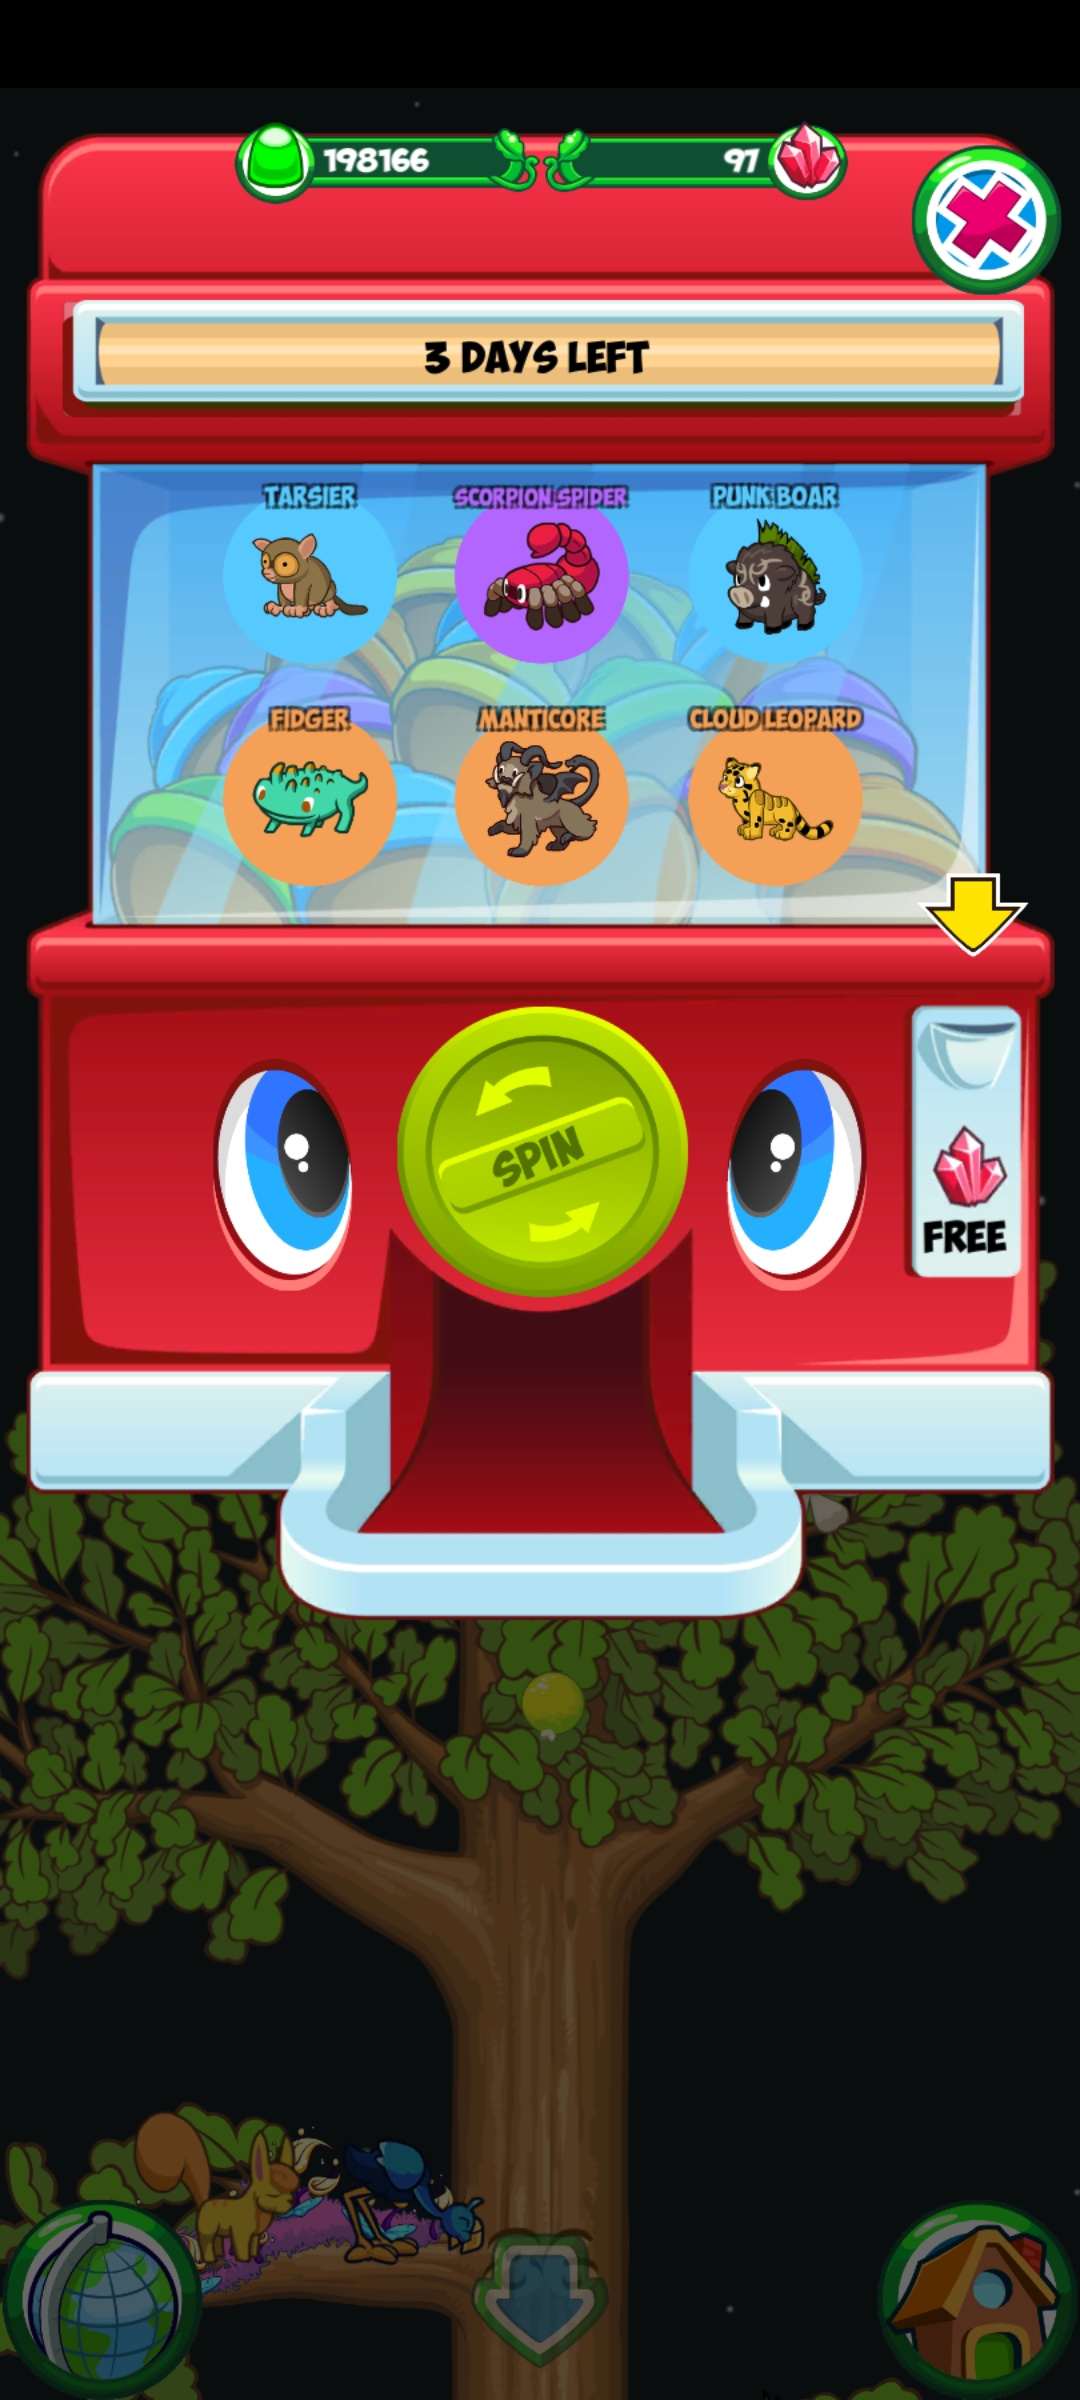 198166
97
3 DAYS LEFT
TARSIER
SCORPION SPIDER
PUNK BOAR
FIDGER
MANTICORE
CLOUD LEOPARD
SPIN
FREE